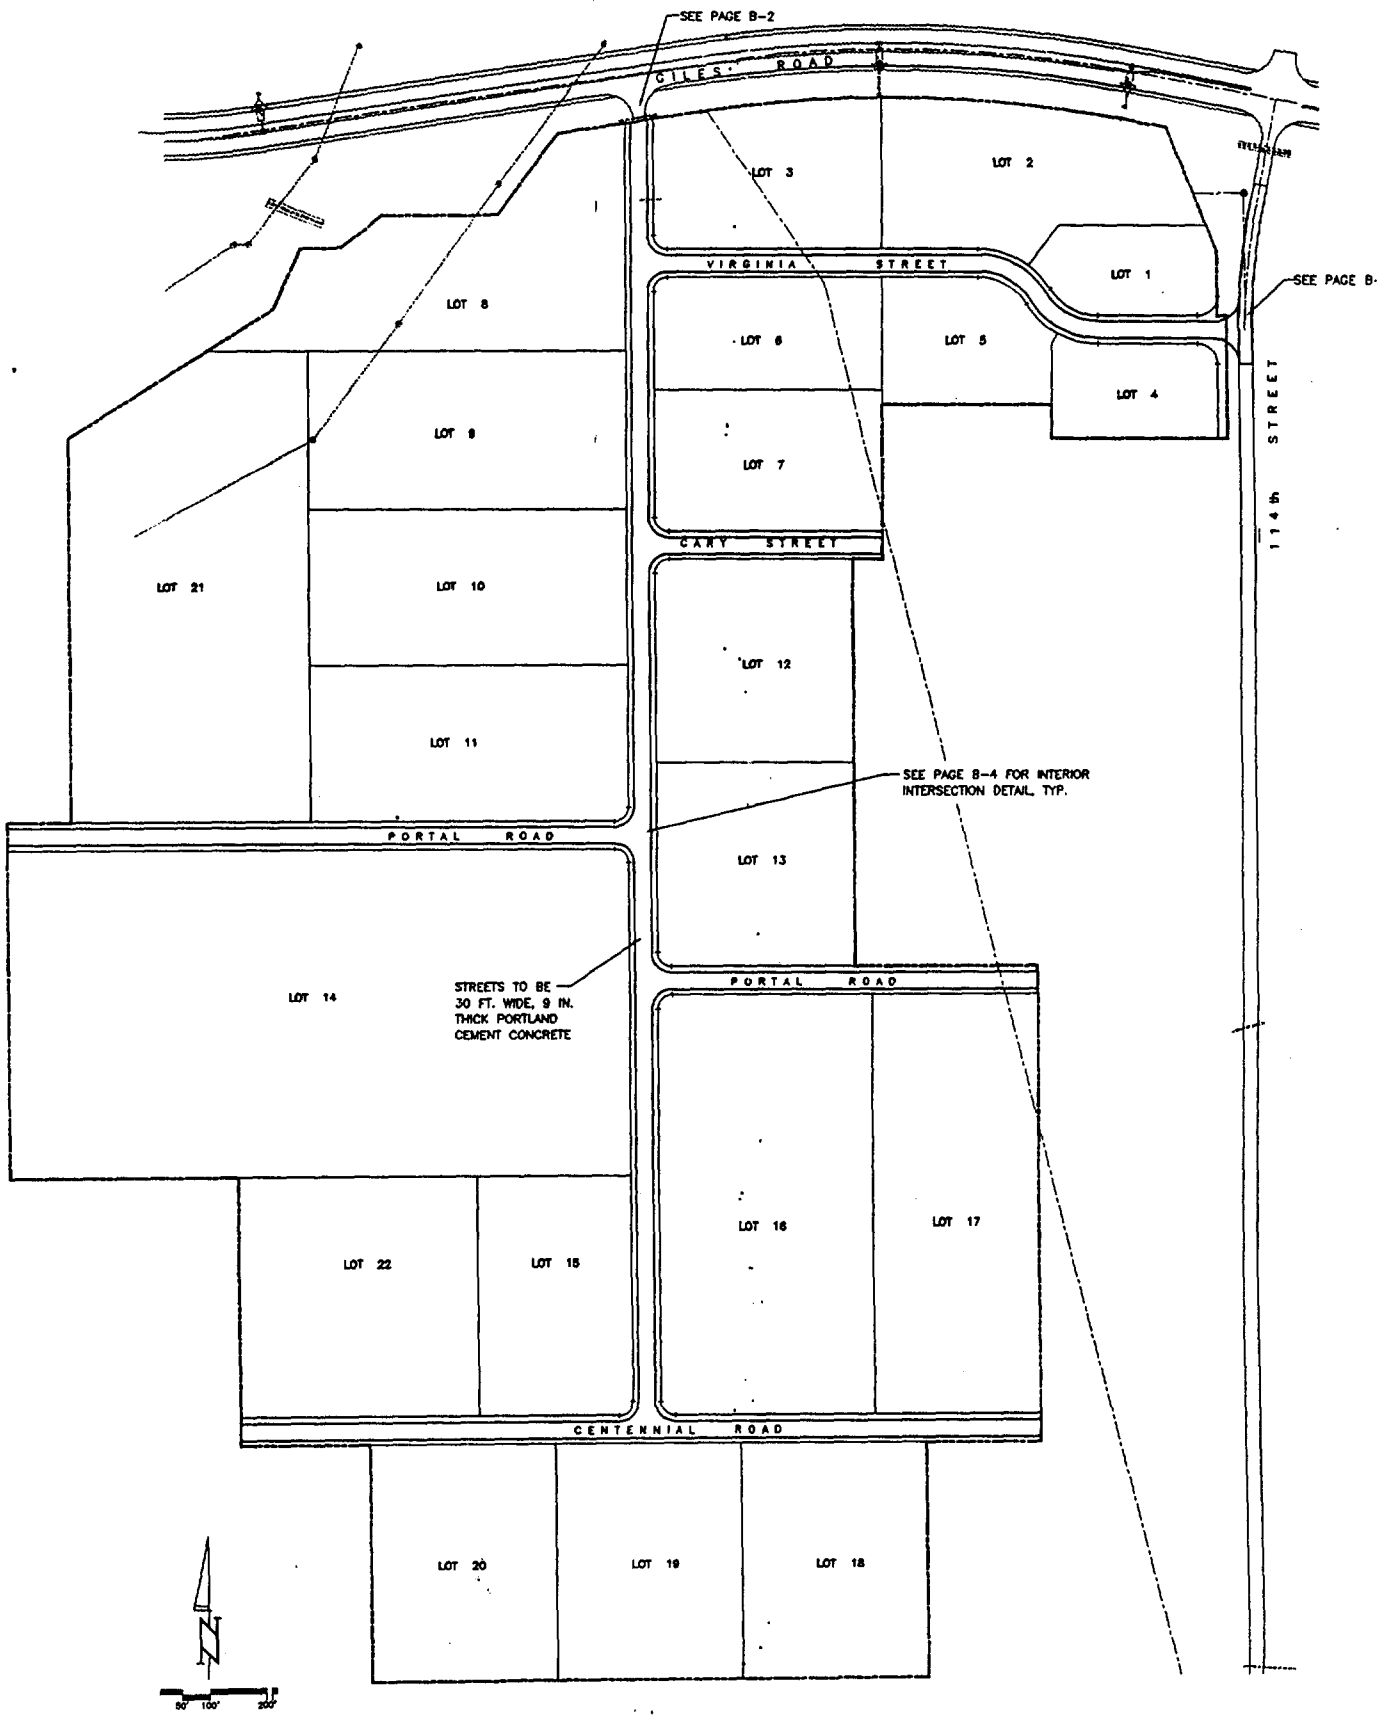 SEE PAGE B-2
GILES ROAD
LOT 3
LOT 2
VIRGINIA STREET
LOT 1
SEE PAGE B-
LOT 8
LOT 6
LOT 5
LOT 4
114th STREET
LOT 9
LOT 7
CARY STREET
LOT 21
LOT 10
LOT 12
LOT 11
SEE PAGE B-4 FOR INTERIOR
INTERSECTION DETAIL, TYP.
PORTAL ROAD
LOT 13
STREETS TO BE
30 FT. WIDE, 9 IN.
THICK PORTLAND
CEMENT CONCRETE
LOT 14
PORTAL ROAD
LOT 16
LOT 17
LOT 22
LOT 15
CENTENNIAL ROAD
LOT 20
LOT 19
LOT 18
N
50' 100' 200'